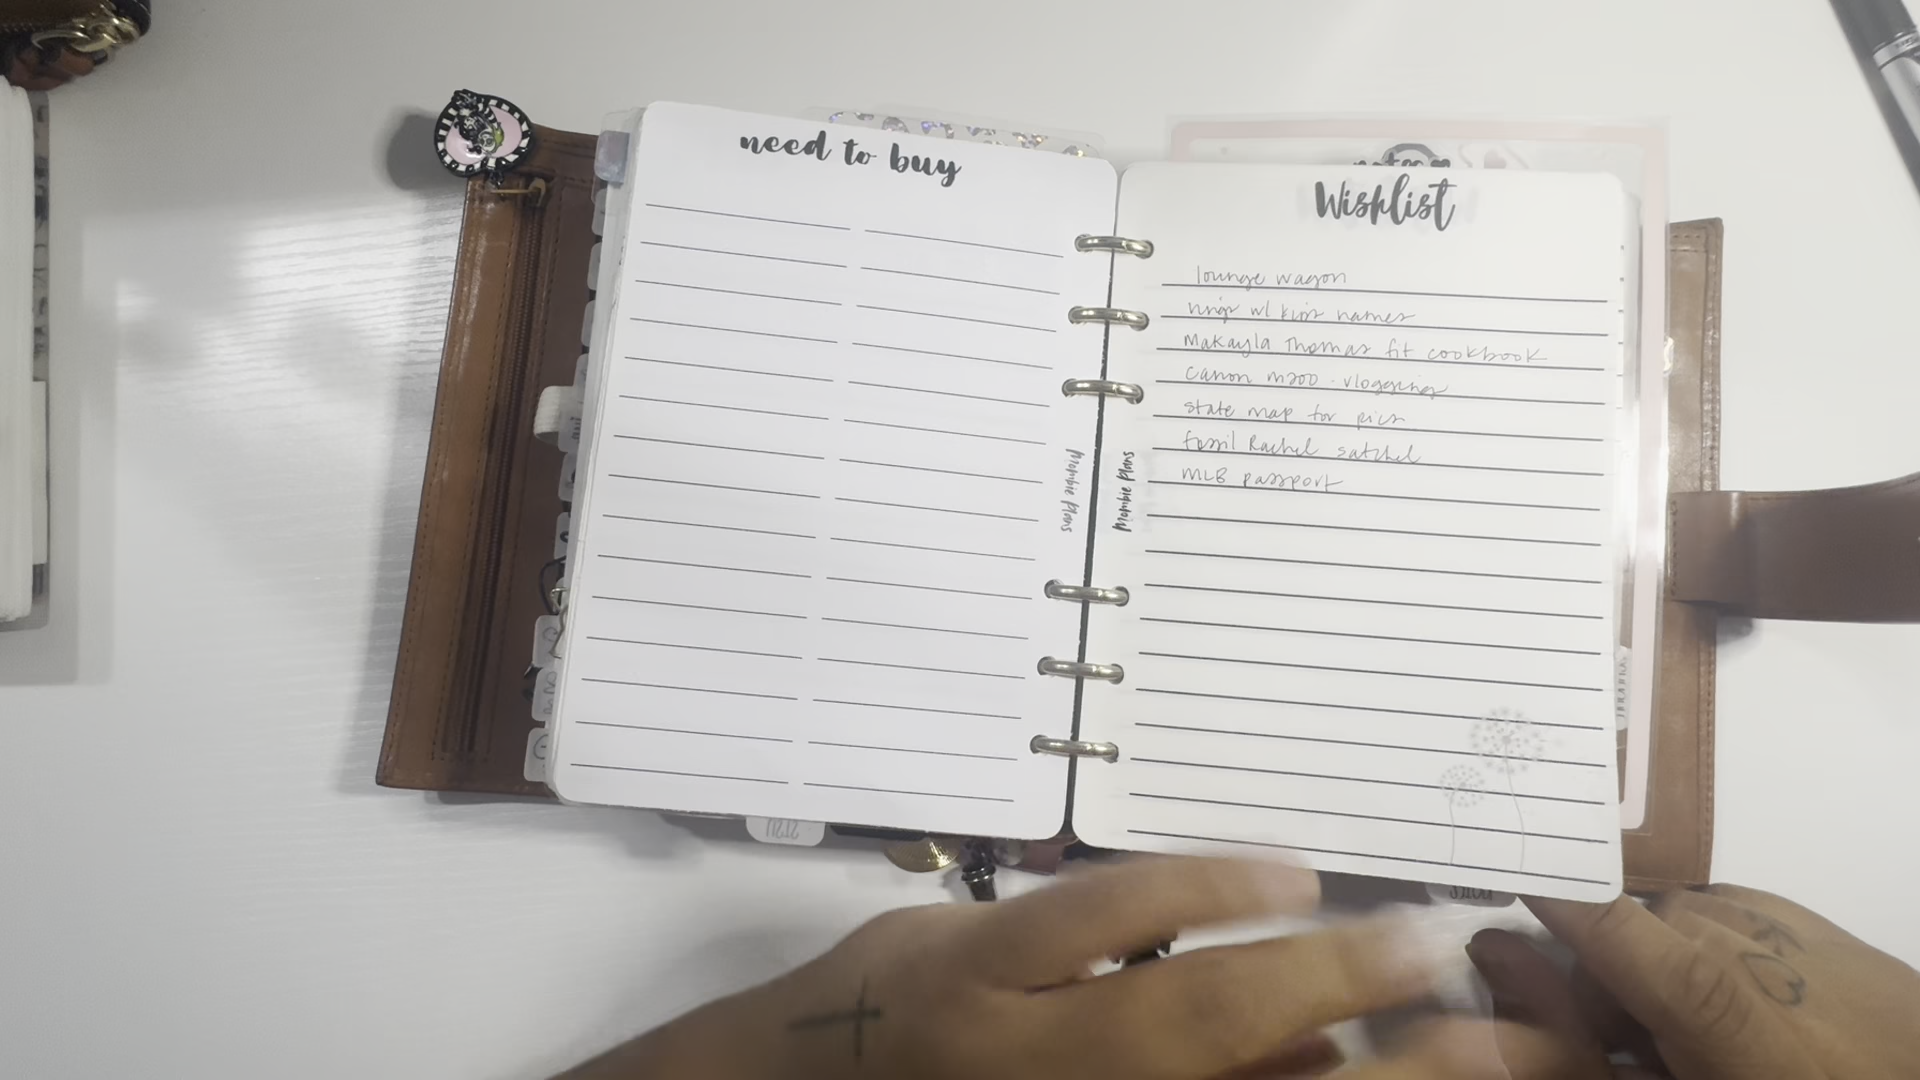 need to buy
Mombie Plans
notes
Wishlist
lounge wagon
rings w/ kids names
Makayla Thomas fit cookbook
canon m200 - vlogging
state map for pics
fossil Rachel satchel
MLB passport
Mombie Plans